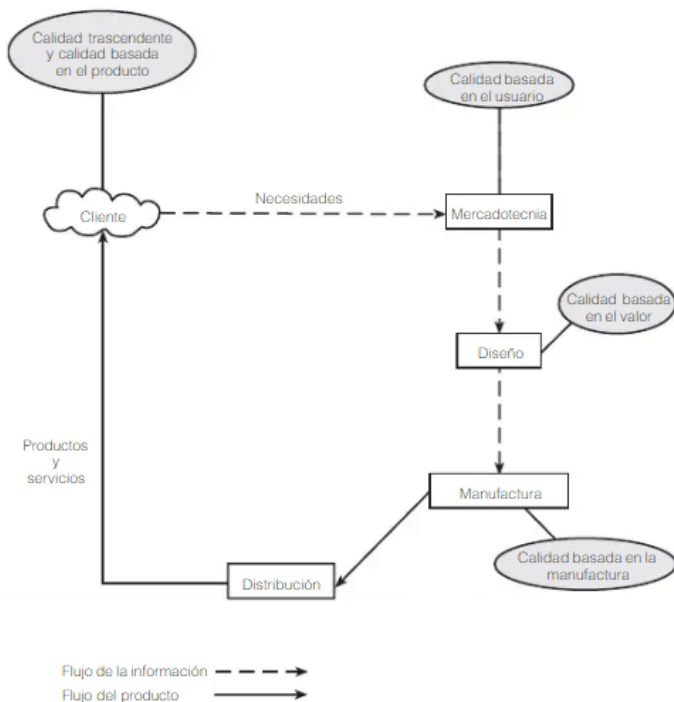 Calidad trascendente
y calidad basada
en el producto
Calidad basada
en el usuario
Necesidades
Cliente
Mercadotecnia
Calidad basada
en el valor
Diseño
Productos
y
servicios
Manufactura
Calidad basada en la
manufactura
Distribución
Flujo de la información
Flujo del producto